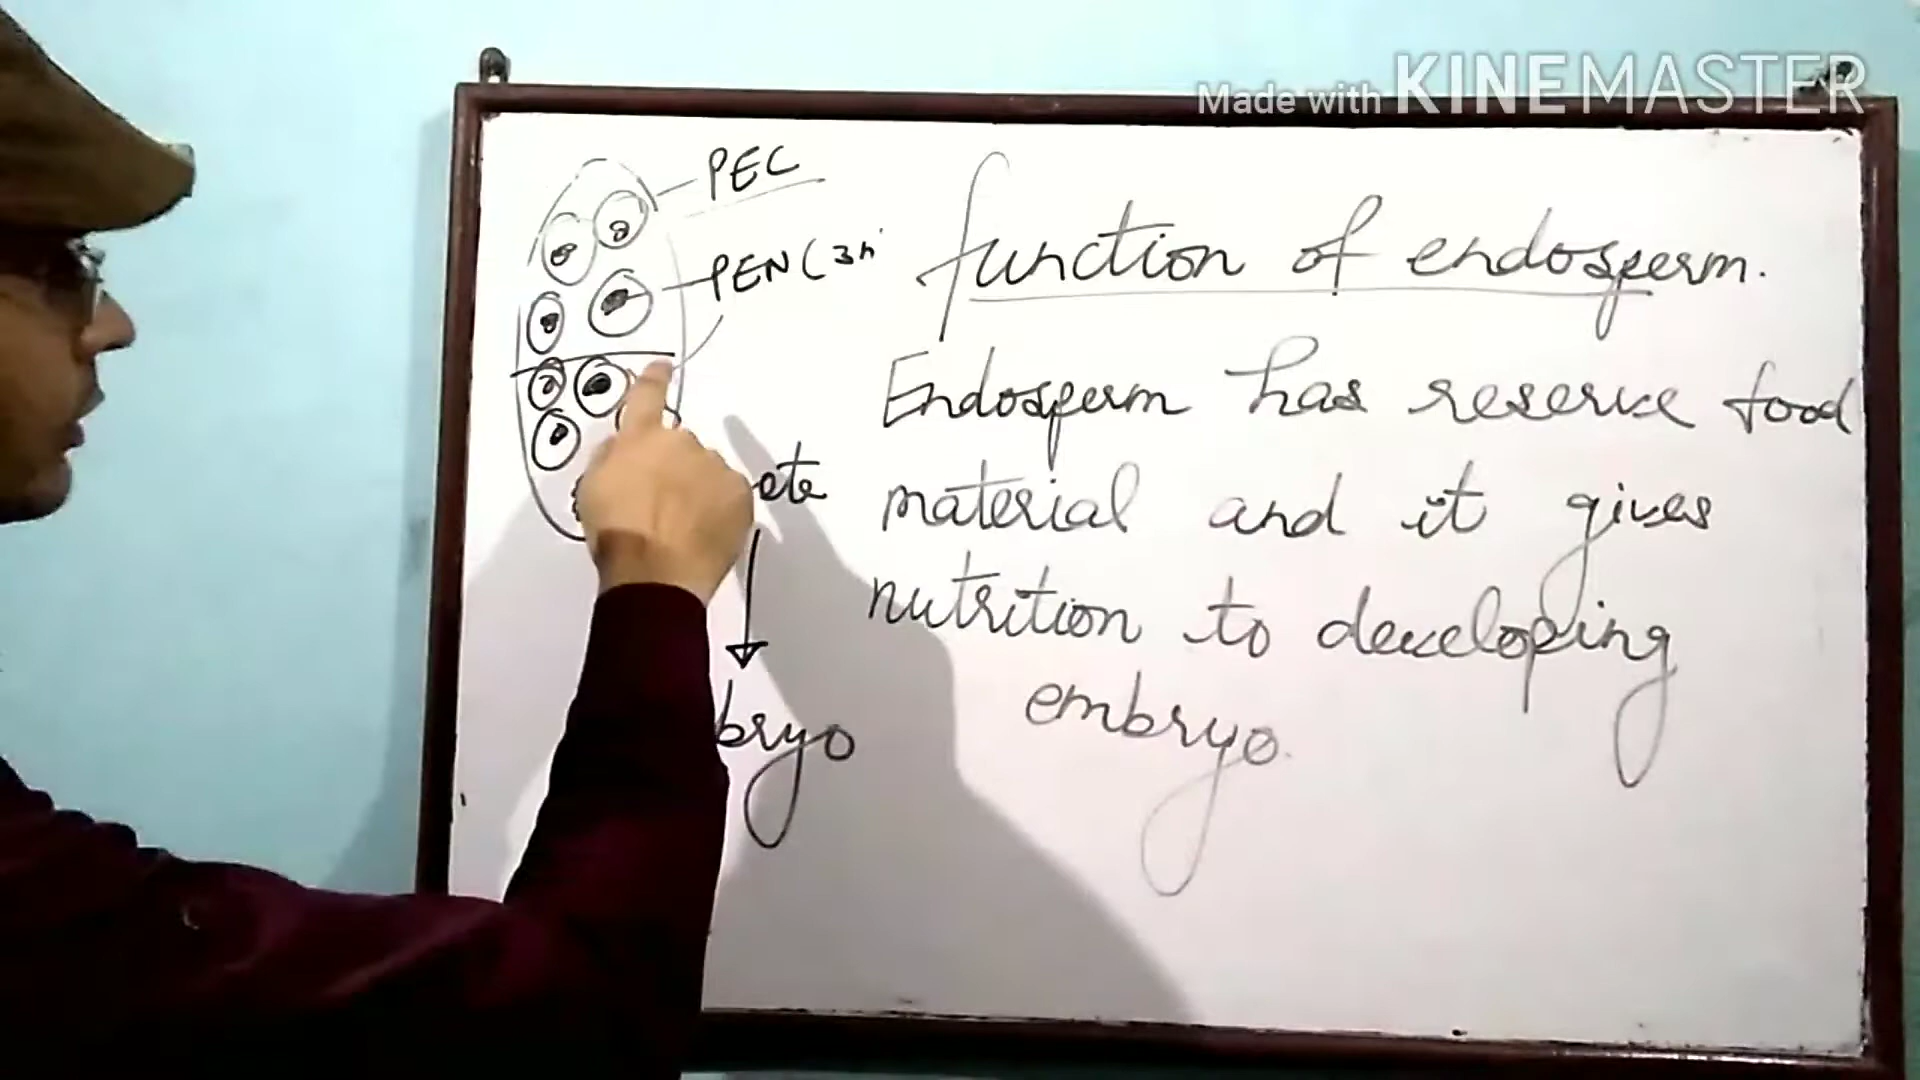 Made with KINEMASTER
PEC
PEN (3n
function of endosperm.
Endosperm has reserve food
material and it gives
nutrition to developing
embryo.
ete
bryo